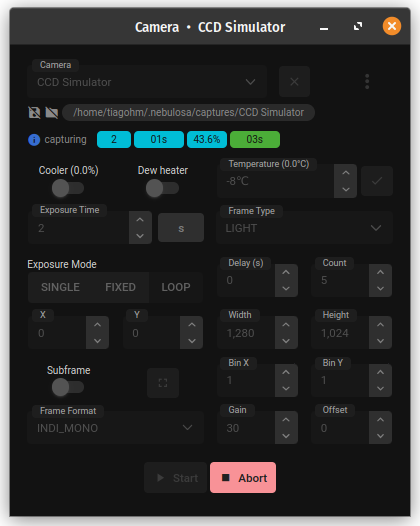 Camera • CCD Simulator
Camera
CCD Simulator
/home/tiagohm/.nebulosa/captures/CCD Simulator
capturing 2 01s 43.6% 03s
Cooler (0.0%) Dew heater Temperature (0.0°C)
-8°C
Exposure Time Frame Type
2 s LIGHT
Exposure Mode Delay (s) Count
SINGLE FIXED LOOP 0 5
X Y Width Height
0 0 1,280 1,024
Subframe Bin X Bin Y
1 1
Frame Format Gain Offset
INDI_MONO 30 0
Start Abort